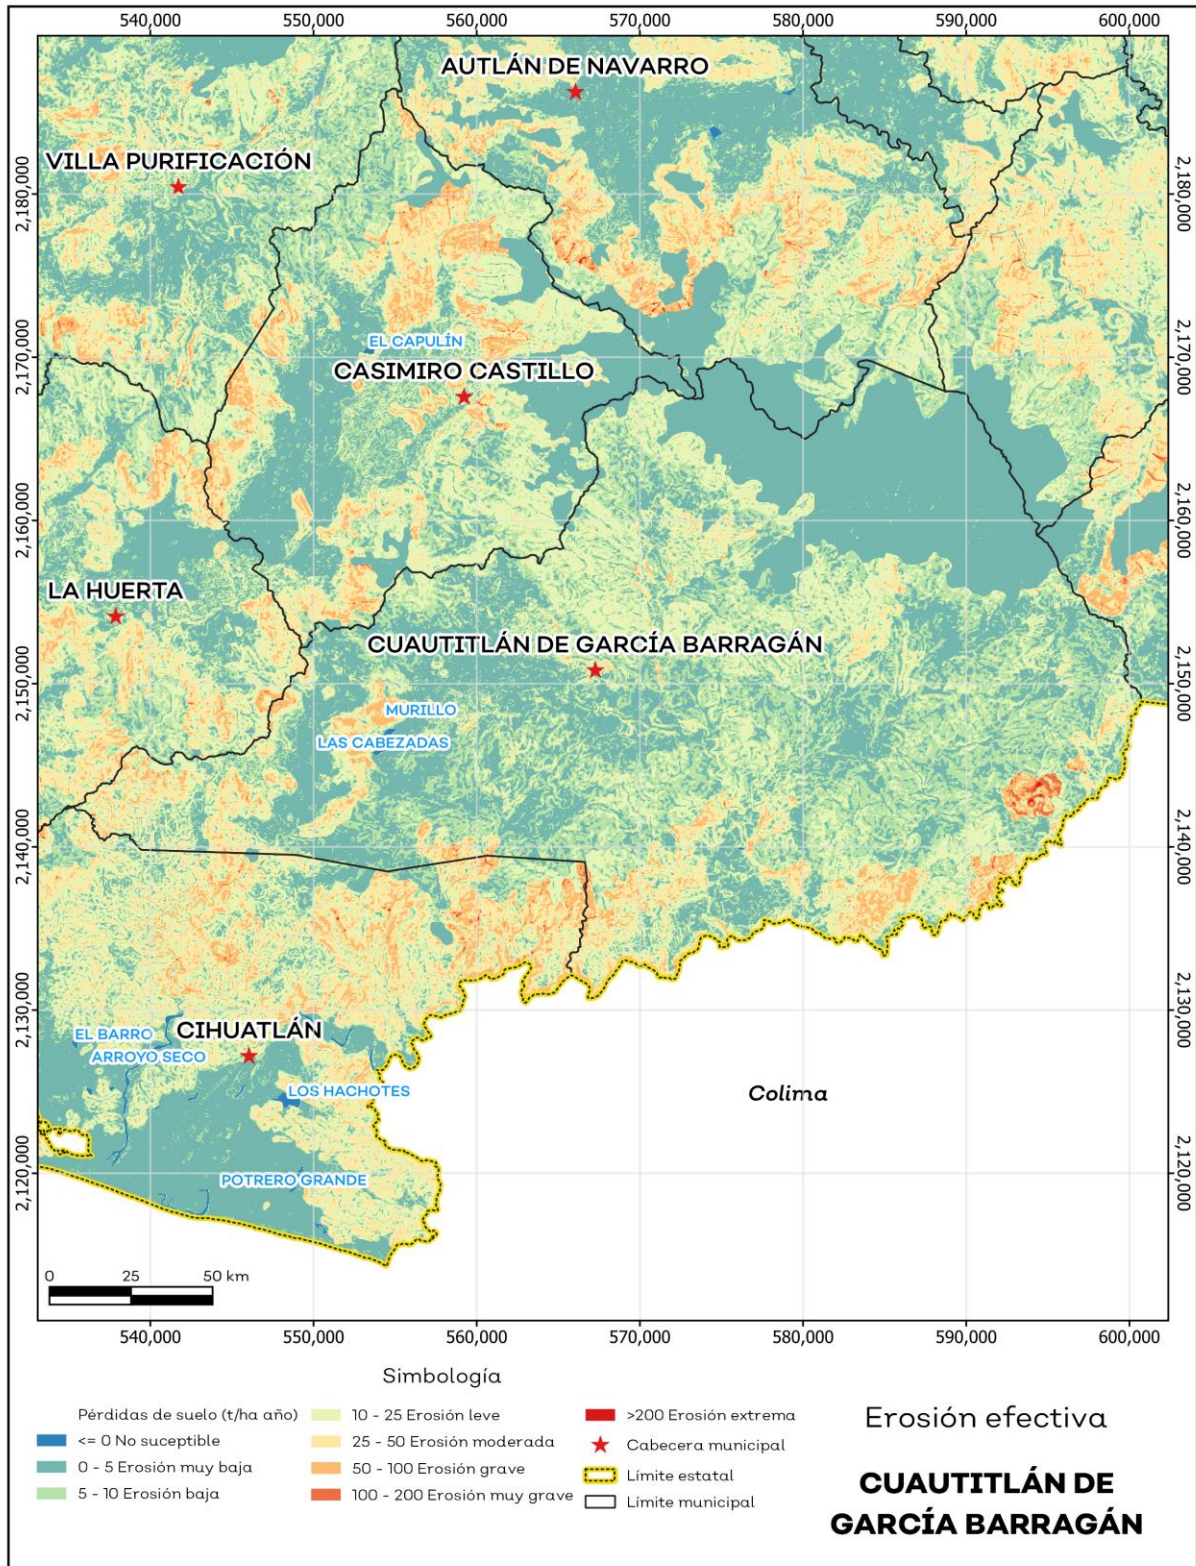 540,000 550,000 560,000 570,000 580,000 590,000 600,000
AUTLÁN DE NAVARRO
VILLA PURIFICACIÓN
2,180,000 2,180,000
EL CAPULÍN
2,170,000 2,170,000
CASIMIRO CASTILLO
2,160,000 2,160,000
LA HUERTA
CUAUTITLÁN DE GARCÍA BARRAGÁN
2,150,000 2,150,000
MURILLO
LAS CABEZADAS
2,140,000 2,140,000
2,130,000 2,130,000
CIHUATLÁN
EL BARRO
ARROYO SECO
LOS HACHOTES
Colima
2,120,000 2,120,000
POTRERO GRANDE
0 25 50 km
540,000 550,000 560,000 570,000 580,000 590,000 600,000
Simbología
Pérdidas de suelo (t/ha año)
<= 0 No suceptible
0 - 5 Erosión muy baja
5 - 10 Erosión baja
10 - 25 Erosión leve
25 - 50 Erosión moderada
50 - 100 Erosión grave
100 - 200 Erosión muy grave
>200 Erosión extrema
Cabecera municipal
Límite estatal
Límite municipal
Erosión efectiva
CUAUTITLÁN DE
GARCÍA BARRAGÁN